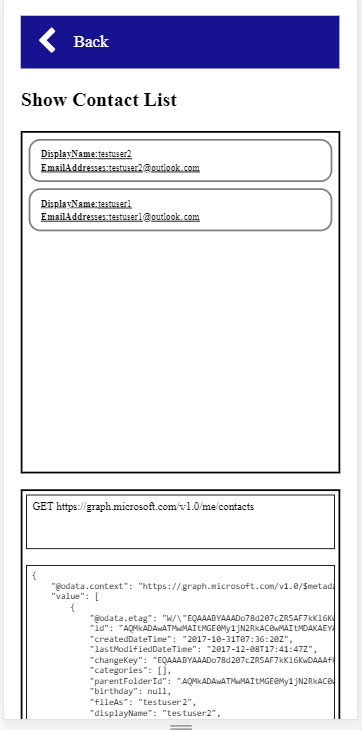 Back
Show Contact List
DisplayName:testuser2
EmailAddresses:testuser2@outlook.com
DisplayName:testuser1
EmailAddresses:testuser1@outlook.com
GET https://graph.microsoft.com/v1.0/me/contacts
{
"@odata.context": "https://graph.microsoft.com/v1.0/$metada
"value": [
{
"@odata.etag": "W/\"EQAAABYAAADo78d207cZR5AF7kKl6Kw
"id": "AQMkADAwATMwMAItMGE0My1jN2RkAC0wMAItMDAKAEYA
"createdDateTime": "2017-10-31T07:36:20Z",
"lastModifiedDateTime": "2017-12-08T17:41:47Z",
"changeKey": "EQAAABYAAADo78d207cZR5AF7kKl6KwDAAAf
"categories": [],
"parentFolderId": "AQMkADAwATMwMAItMGE0My1jN2RkAC0w
"birthday": null,
"fileAs": "testuser2",
"displayName": "testuser2",